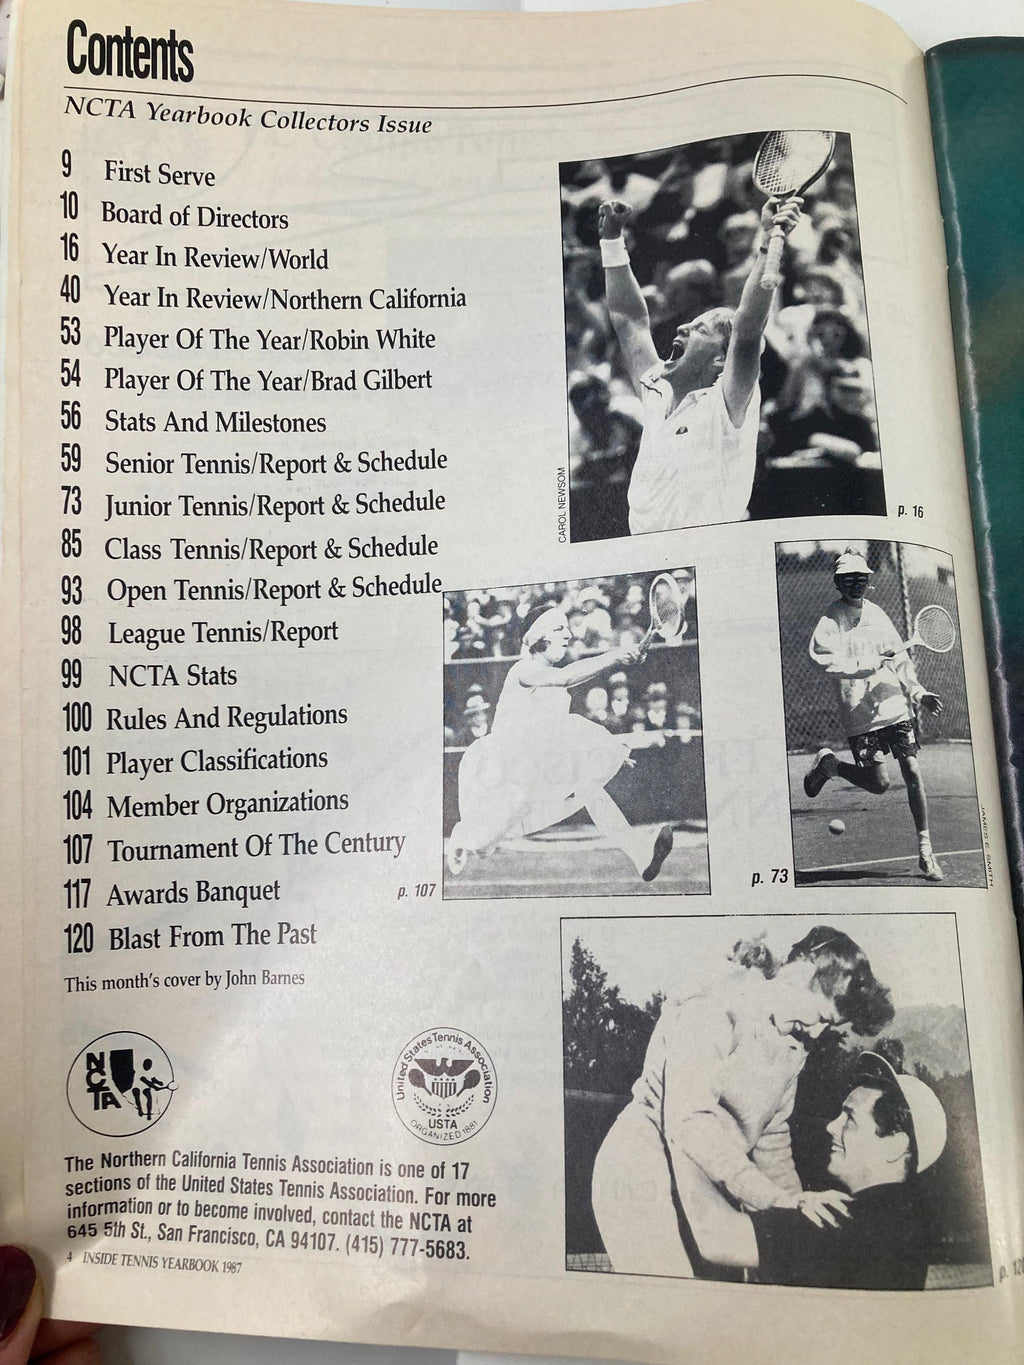 Contents
NCTA Yearbook Collectors Issue
9 First Serve
10 Board of Directors
16 Year In Review/World
40 Year In Review/Northern California
53 Player Of The Year/Robin White
54 Player Of The Year/Brad Gilbert
56 Stats And Milestones
59 Senior Tennis/Report & Schedule
73 Junior Tennis/Report & Schedule
85 Class Tennis/Report & Schedule
93 Open Tennis/Report & Schedule
98 League Tennis/Report
99 NCTA Stats
100 Rules And Regulations
101 Player Classifications
104 Member Organizations
107 Tournament Of The Century
117 Awards Banquet
120 Blast From The Past
This month's cover by John Barnes
CAROL NEWSOM
p. 16
p. 107
p. 73
JAMES E. SMITH
NCTA
United States Tennis Association
USTA
ORGANIZED 1881
The Northern California Tennis Association is one of 17
sections of the United States Tennis Association. For more
information or to become involved, contact the NCTA at
645 5th St., San Francisco, CA 94107. (415) 777-5683.
4 INSIDE TENNIS YEARBOOK 1987